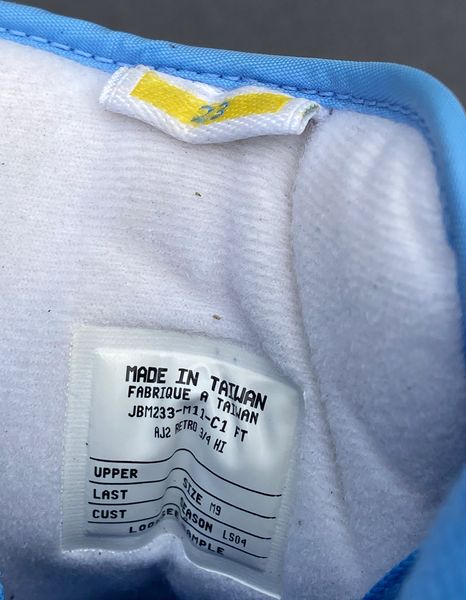 23
MADE IN TAIWAN
FABRIQUE A TAIWAN
JBM233-M11-C1 FT
AJ2 RETRO 3/4 HI
UPPER
LAST SIZE M9
CUST SEASON LS04
SAMPLE